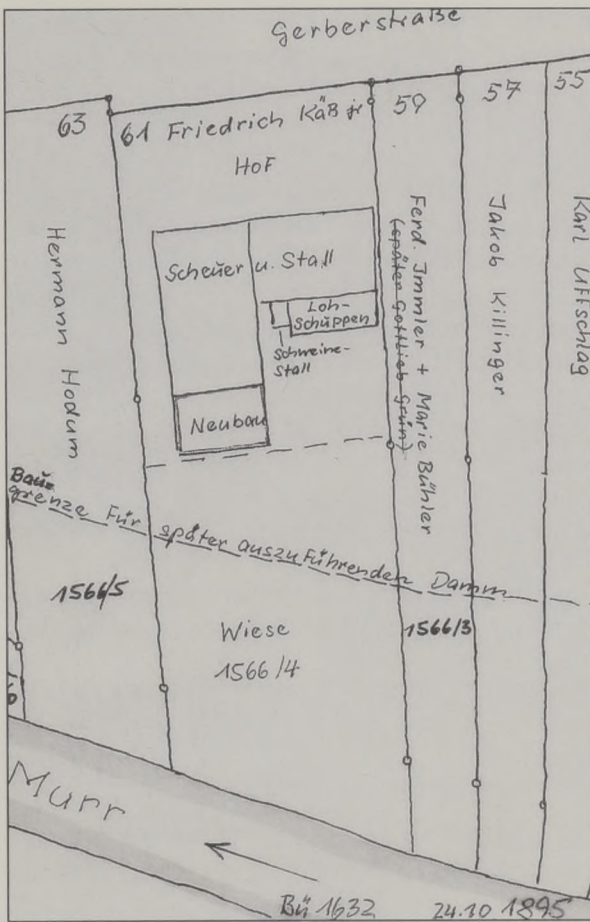 Gerberstraße
63
61 Friedrich Käß jr
59
57
55
Hof
Hermann Hodum
Scheuer u. Stall
Loh-
Schuppen
Schweine-
Stall
Neubau
Ferd. Immler + Marie Bühler
(später Gottlieb Grün)
Jakob Killinger
Karl Uftschlag
Bau-
grenze für später auszuführenden Damm
1566/5
Wiese
1566/4
1566/3
Murr
Bü 1632 24.10 1895